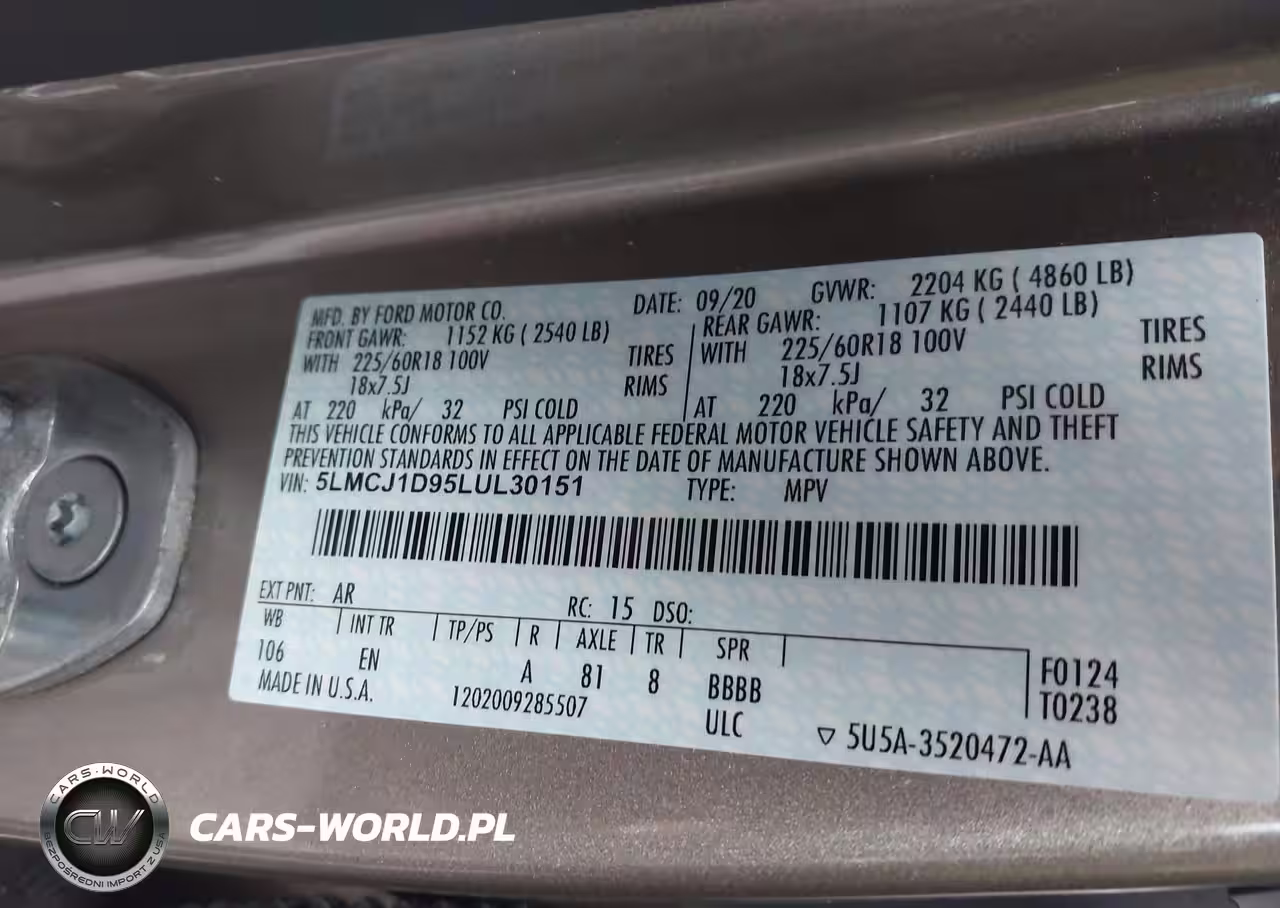 MFD. BY FORD MOTOR CO. DATE: 09/20 GVWR: 2204 KG ( 4860 LB)
FRONT GAWR: 1152 KG ( 2540 LB) REAR GAWR: 1107 KG ( 2440 LB)
WITH 225/60R18 100V TIRES WITH 225/60R18 100V TIRES
18x7.5J RIMS 18x7.5J RIMS
AT 220 kPa/ 32 PSI COLD AT 220 kPa/ 32 PSI COLD
THIS VEHICLE CONFORMS TO ALL APPLICABLE FEDERAL MOTOR VEHICLE SAFETY AND THEFT
PREVENTION STANDARDS IN EFFECT ON THE DATE OF MANUFACTURE SHOWN ABOVE.
VIN: 5LMCJ1D95LUL30151 TYPE: MPV
EXT PNT: AR RC: 15 DSO:
WB INT TR TP/PS R AXLE TR SPR
106 EN A 81 8 BBBB F0124
MADE IN U.S.A. 1202009285507 ULC T0238
▽ 5U5A-3520472-AA
CARS-WORLD
CW
BEZPOŚREDNI IMPORT Z USA
CARS-WORLD.PL